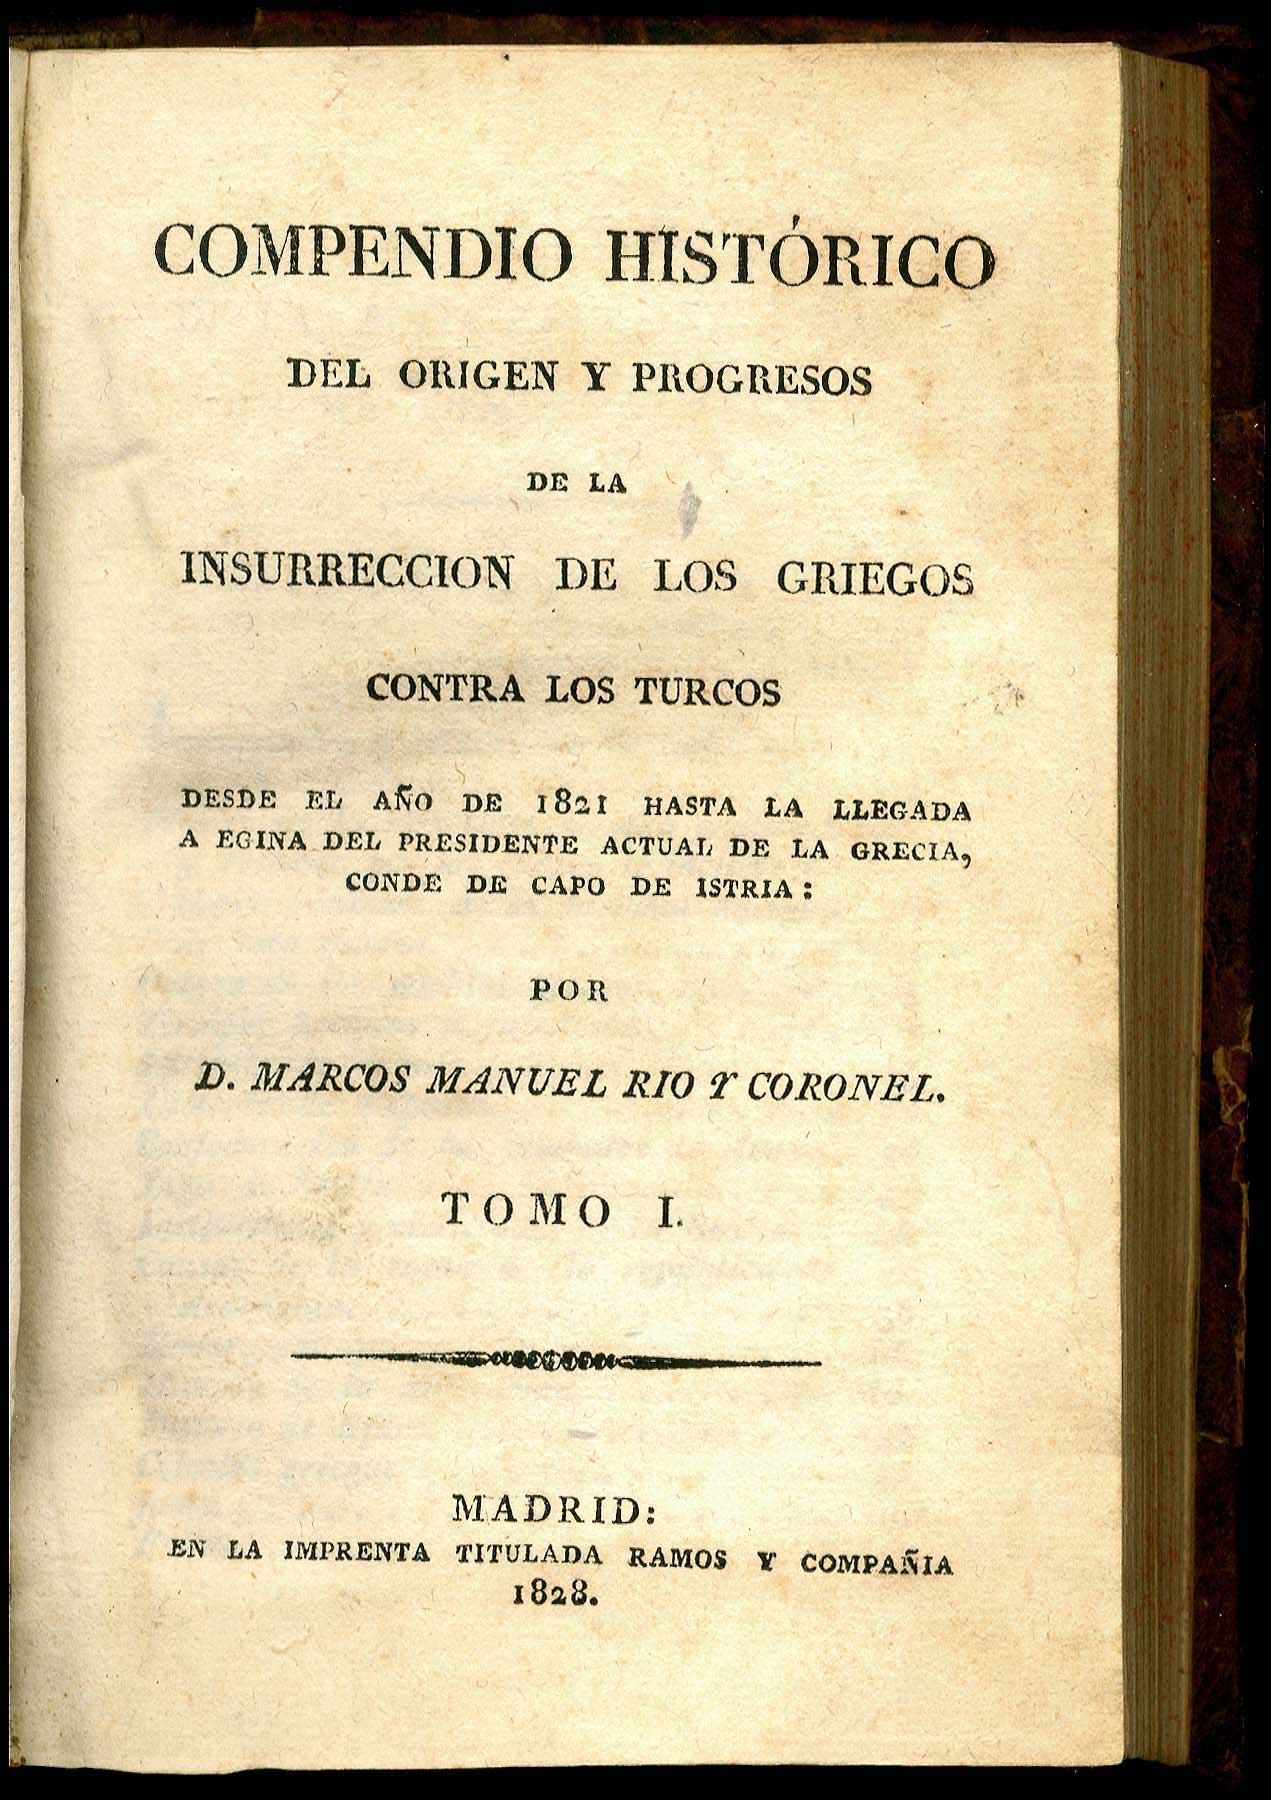 COMPENDIO HISTÓRICO
DEL ORIGEN Y PROGRESOS
DE LA
INSURRECCION DE LOS GRIEGOS
CONTRA LOS TURCOS
DESDE EL AÑO DE 1821 HASTA LA LLEGADA
A EGINA DEL PRESIDENTE ACTUAL DE LA GRECIA,
CONDE DE CAPO DE ISTRIA:
POR
D. MARCOS MANUEL RIO Y CORONEL.
TOMO I.
MADRID:
EN LA IMPRENTA TITULADA RAMOS Y COMPAÑIA
1828.